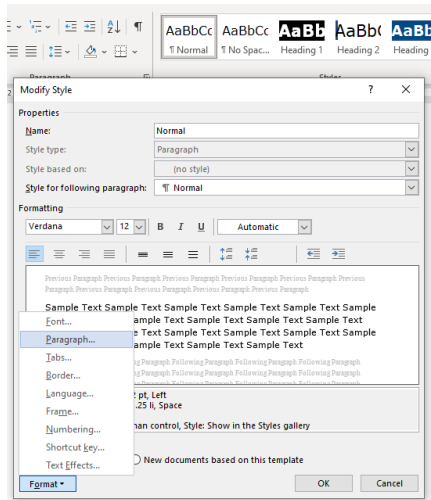 AaBbCc AaBbCc AaBb AaBb( AaBb
¶ Normal ¶ No Spac... Heading 1 Heading 2 Heading
Paragraph Styles
Modify Style ? ×
Properties
Name: Normal
Style type: Paragraph
Style based on: (no style)
Style for following paragraph: ¶ Normal
Formatting
Verdana 12 B I U Automatic
Previous Paragraph Previous Paragraph Previous Paragraph Previous Paragraph Previous
Paragraph Previous Paragraph Previous Paragraph Previous Paragraph Previous Paragraph
Sample Text Sample Text Sample Text Sample Text Sample
Text Sample Text Sample Text Sample
Text Sample Text Sample Text Sample
Sample Text Sample Text
Font...
Paragraph...
Tabs...
Border...
Language...
Frame...
Numbering...
Shortcut key...
Text Effects...
Following Paragraph Following Paragraph Following Paragraph
Following Paragraph Following Paragraph Following Paragraph
pt, Left
.25 li, Space
control, Style: Show in the Styles gallery
New documents based on this template
Format OK Cancel